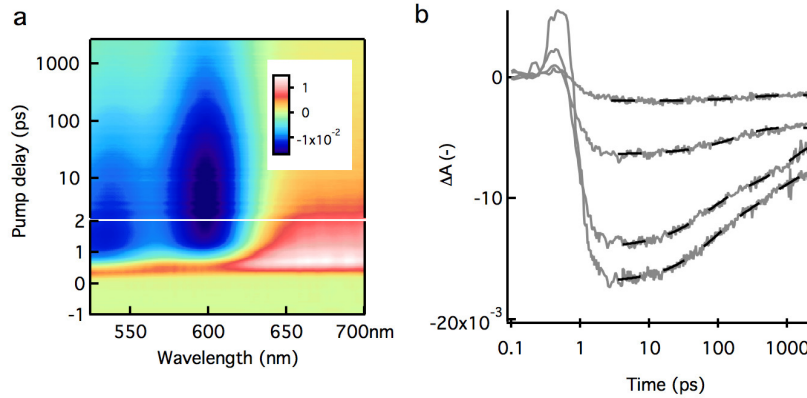 a
Pump delay (ps)
1000
100
10
2
1
0
-1
1
0
-1x10-2
550
600
650
700nm
Wavelength (nm)
b
ΔA (-)
0
-10
-20x10-3
0.1
1
10
100
1000
Time (ps)